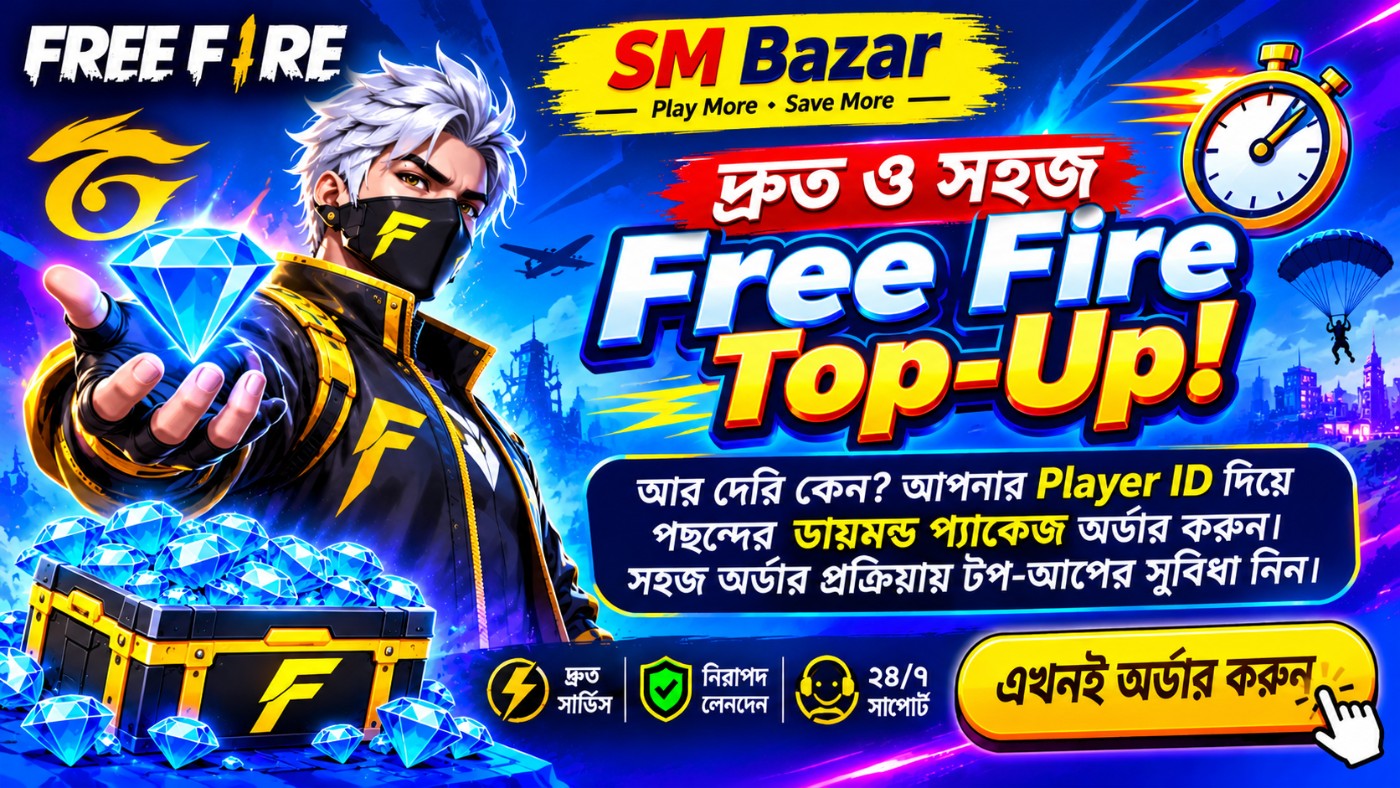 FREE FIRE
SM Bazar
Play More • Save More
দ্রুত ও সহজ
Free Fire
Top-Up!
আর দেরি কেন? আপনার Player ID দিয়ে
পছন্দের ডায়মন্ড প্যাকেজ অর্ডার করুন।
সহজ অর্ডার প্রক্রিয়ায় টপ-আপের সুবিধা নিন।
দ্রুত
সার্ভিস
নিরাপদ
লেনদেন
২৪/৭
সাপোর্ট
এখনই অর্ডার করুন